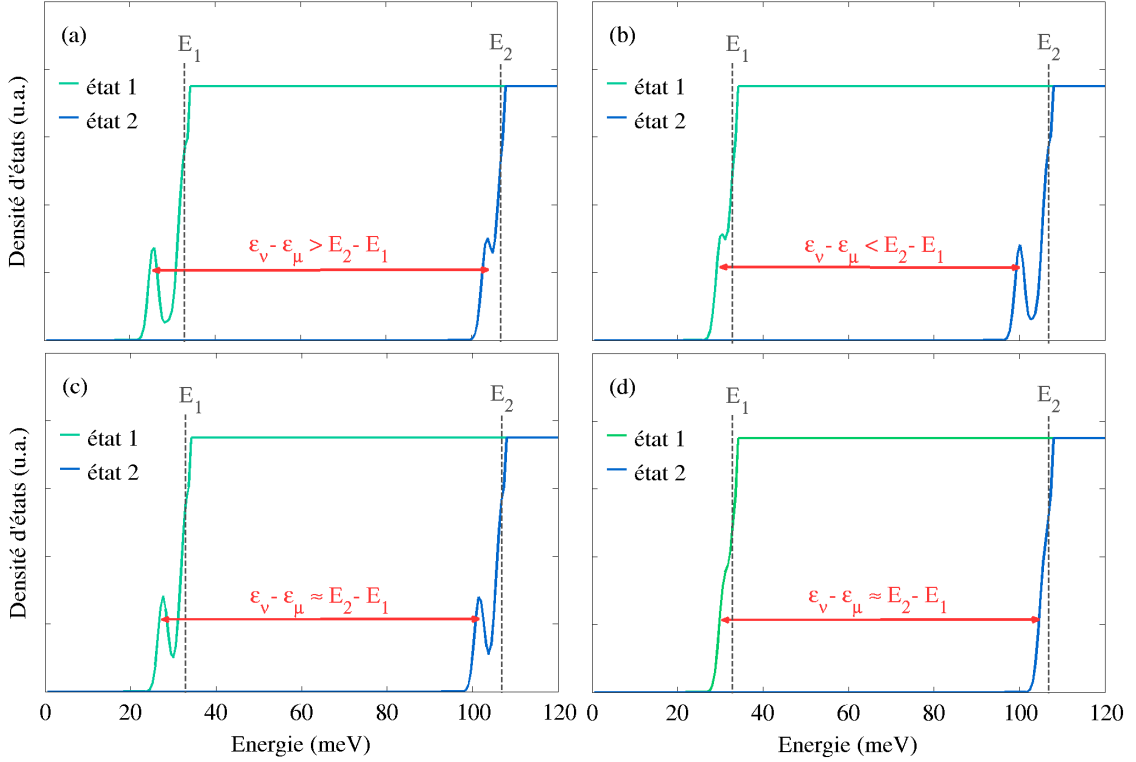 (a)
E1
E2
état 1
état 2
εν - εμ > E2 - E1
Densité d'états (u.a.)
(b)
E1
E2
état 1
état 2
εν - εμ < E2 - E1
(c)
E1
E2
état 1
état 2
εν - εμ ≈ E2 - E1
Densité d'états (u.a.)
0 20 40 60 80 100 120
Energie (meV)
(d)
E1
E2
état 1
état 2
εν - εμ ≈ E2 - E1
0 20 40 60 80 100 120
Energie (meV)